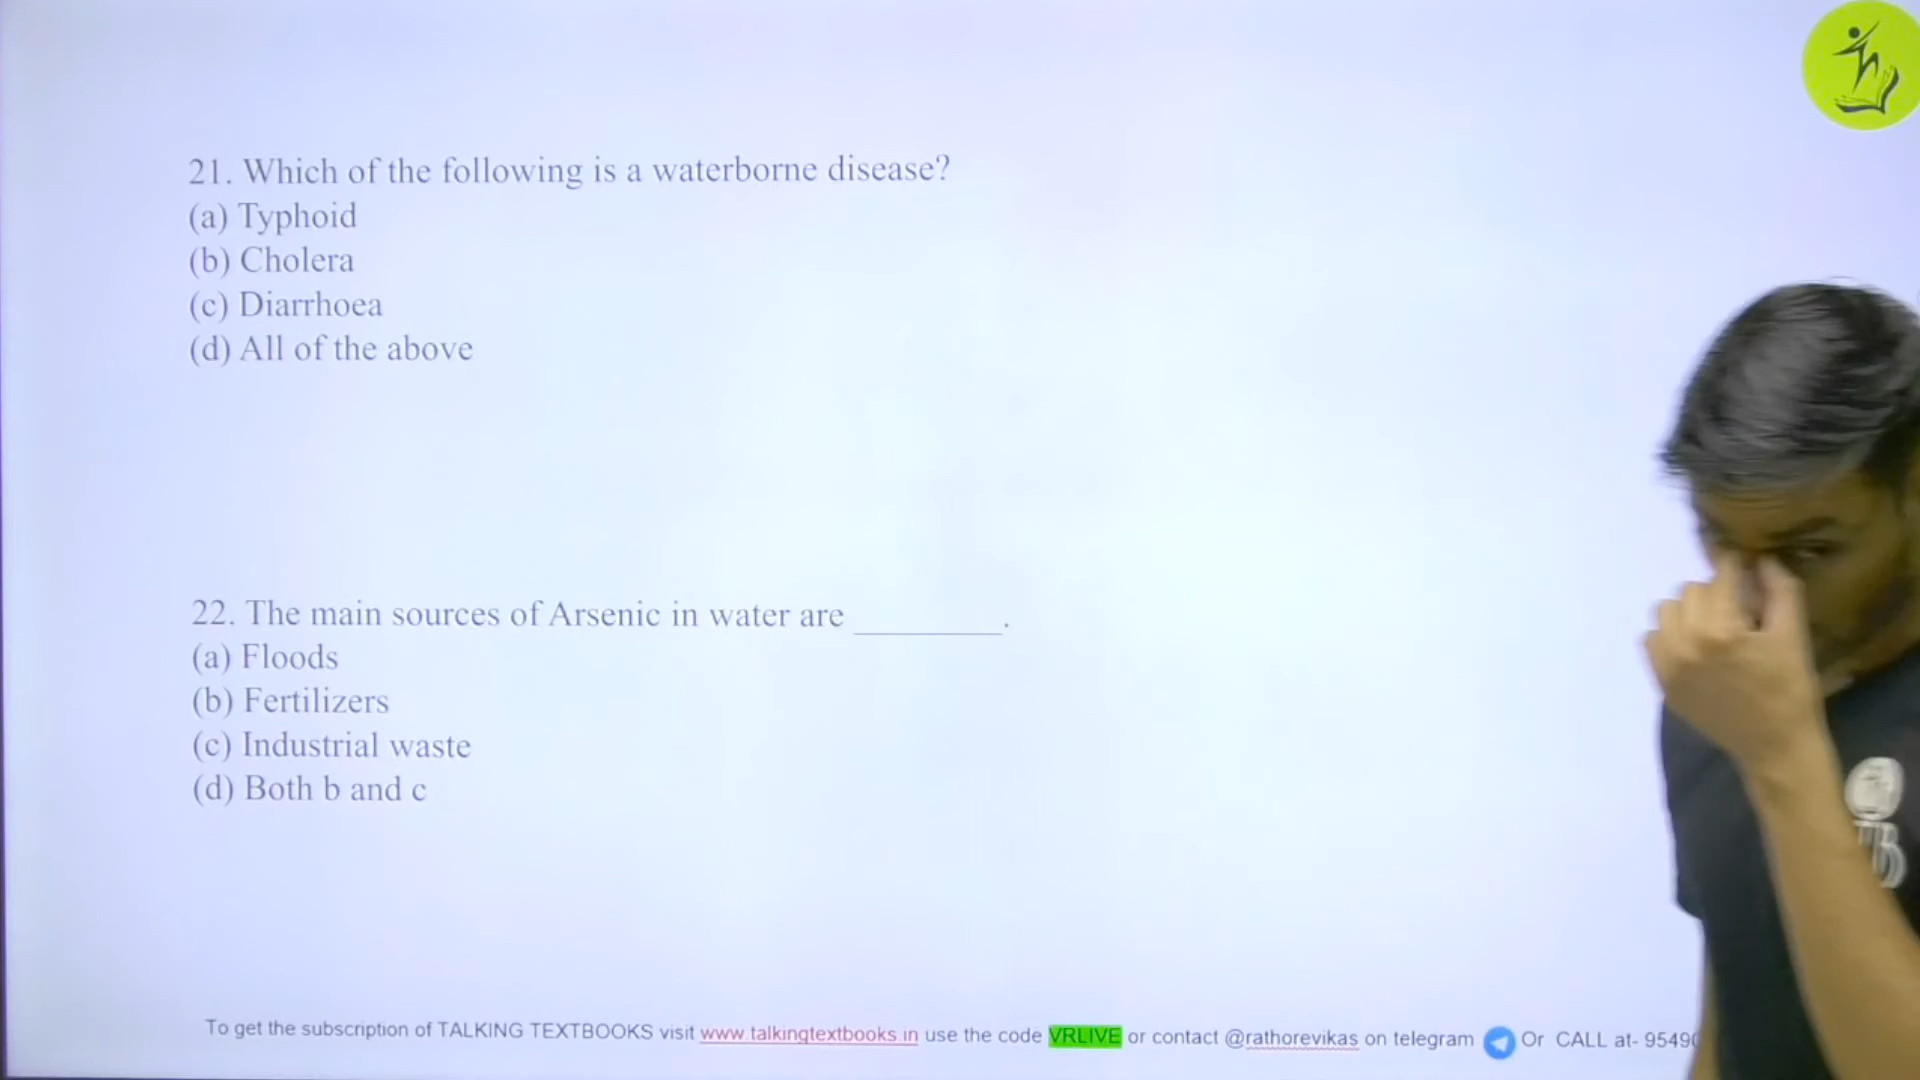 21. Which of the following is a waterborne disease?
(a) Typhoid
(b) Cholera
(c) Diarrhoea
(d) All of the above
22. The main sources of Arsenic in water are __________.
(a) Floods
(b) Fertilizers
(c) Industrial waste
(d) Both b and c
To get the subscription of TALKING TEXTBOOKS visit www.talkingtextbooks.in use the code VRLIVE or contact @rathorevikas on telegram Or CALL at- 9549